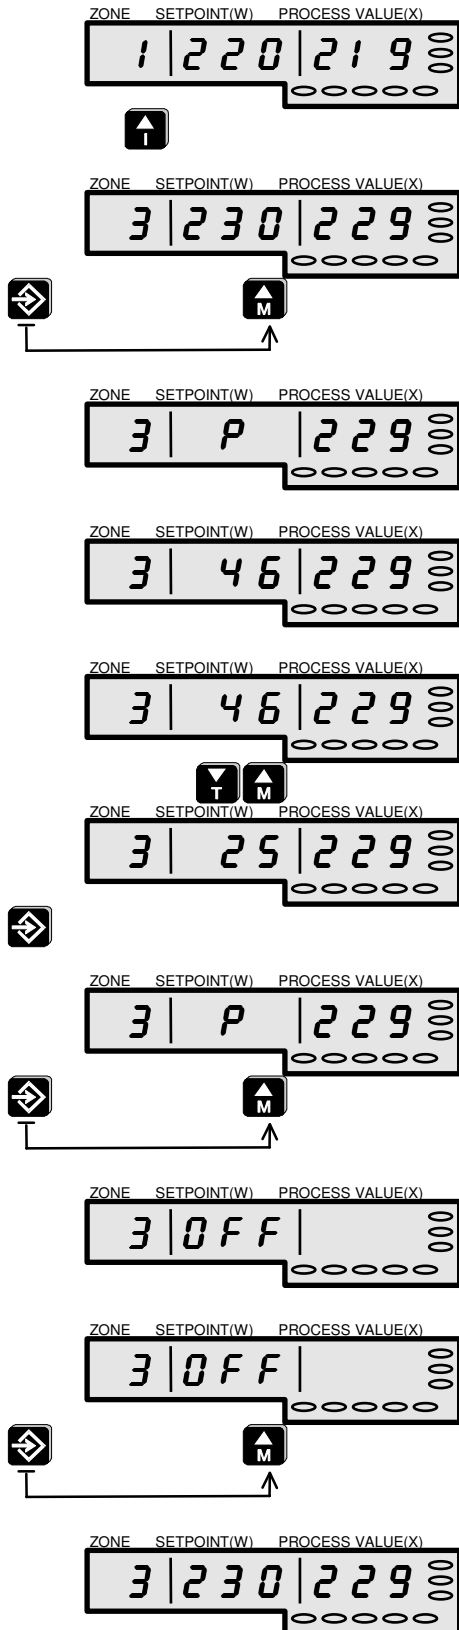 ZONE SETPOINT(W) PROCESS VALUE(X)
1 220 219
I
ZONE SETPOINT(W) PROCESS VALUE(X)
3 230 229
M
ZONE SETPOINT(W) PROCESS VALUE(X)
3 P 229
ZONE SETPOINT(W) PROCESS VALUE(X)
3 46 229
ZONE SETPOINT(W) PROCESS VALUE(X)
3 46 229
T M
ZONE SETPOINT(W) PROCESS VALUE(X)
3 25 229
ZONE SETPOINT(W) PROCESS VALUE(X)
3 P 229
M
ZONE SETPOINT(W) PROCESS VALUE(X)
3 OFF
ZONE SETPOINT(W) PROCESS VALUE(X)
3 OFF
M
ZONE SETPOINT(W) PROCESS VALUE(X)
3 230 229